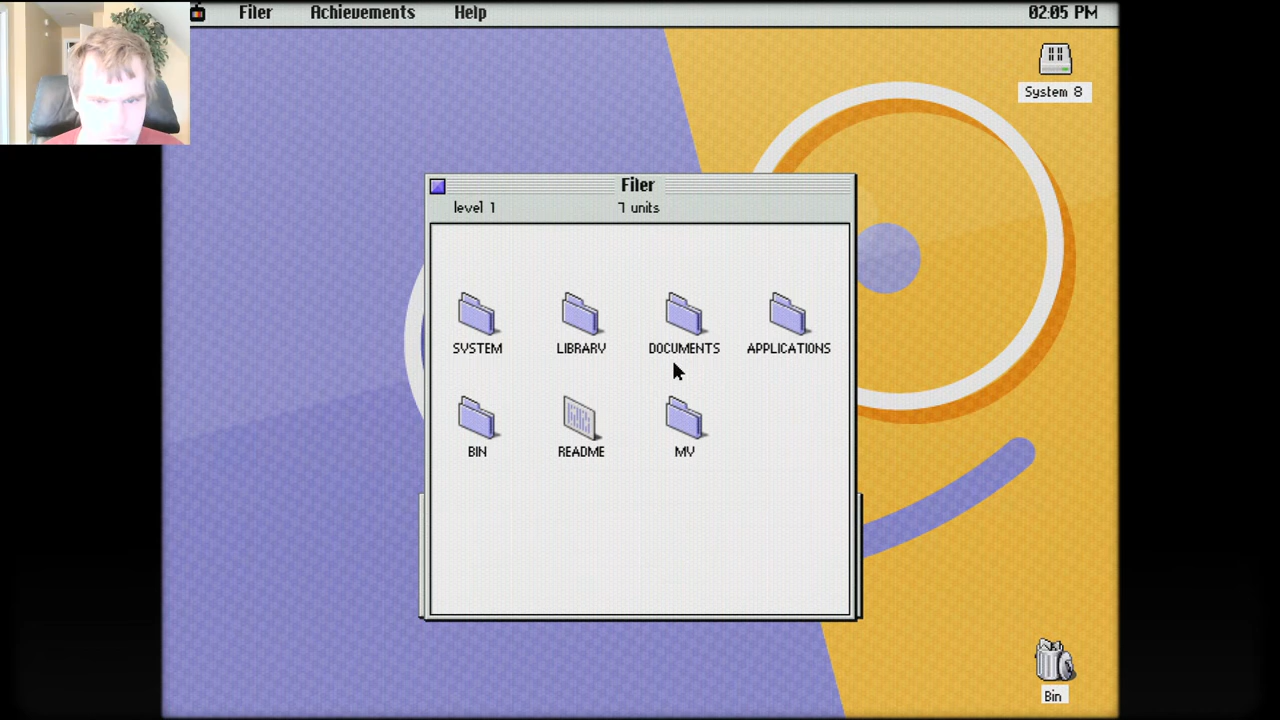 Filer Achievements Help 02:05 PM
System 8
Filer
level 1 7 units
SYSTEM LIBRARY DOCUMENTS APPLICATIONS
BIN README MV
Bin